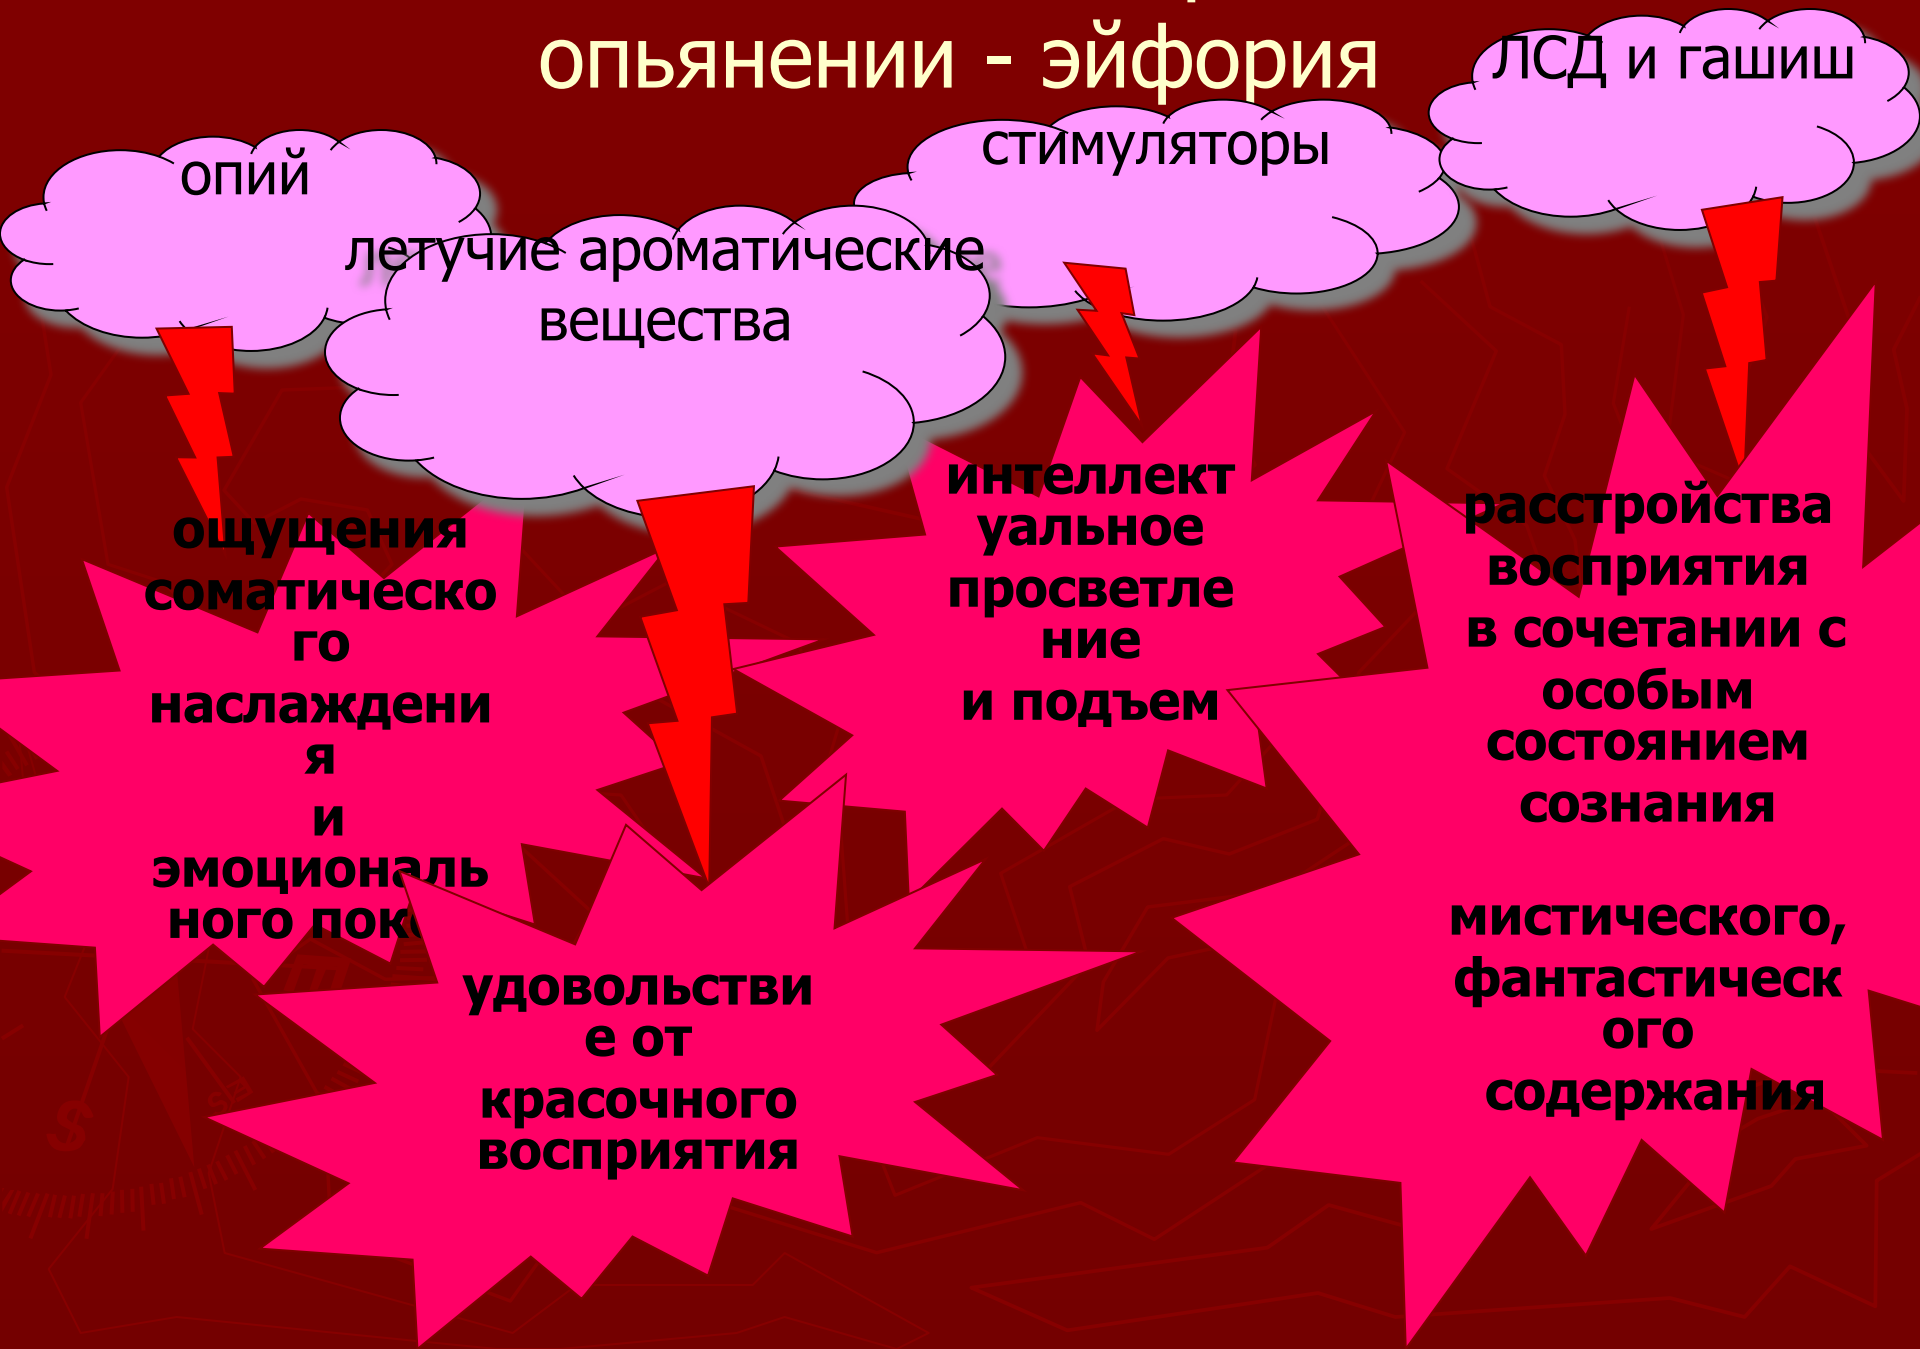 опьянении - эйфория
опий
летучие ароматические
вещества
стимуляторы
ЛСД и гашиш
ощущения
соматическо
го
наслаждени
я
и
эмоциональ
ного
удовольстви
е от
красочного
восприятия
интеллект
уальное
просветле
ние
и подъем
расстройства
восприятия
в сочетании с
особым
состоянием
сознания
мистического,
фантастическ
ого
содержания